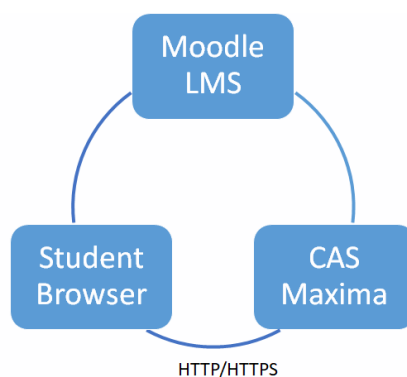 Moodle
LMS
Student
Browser
CAS
Maxima
HTTP/HTTPS